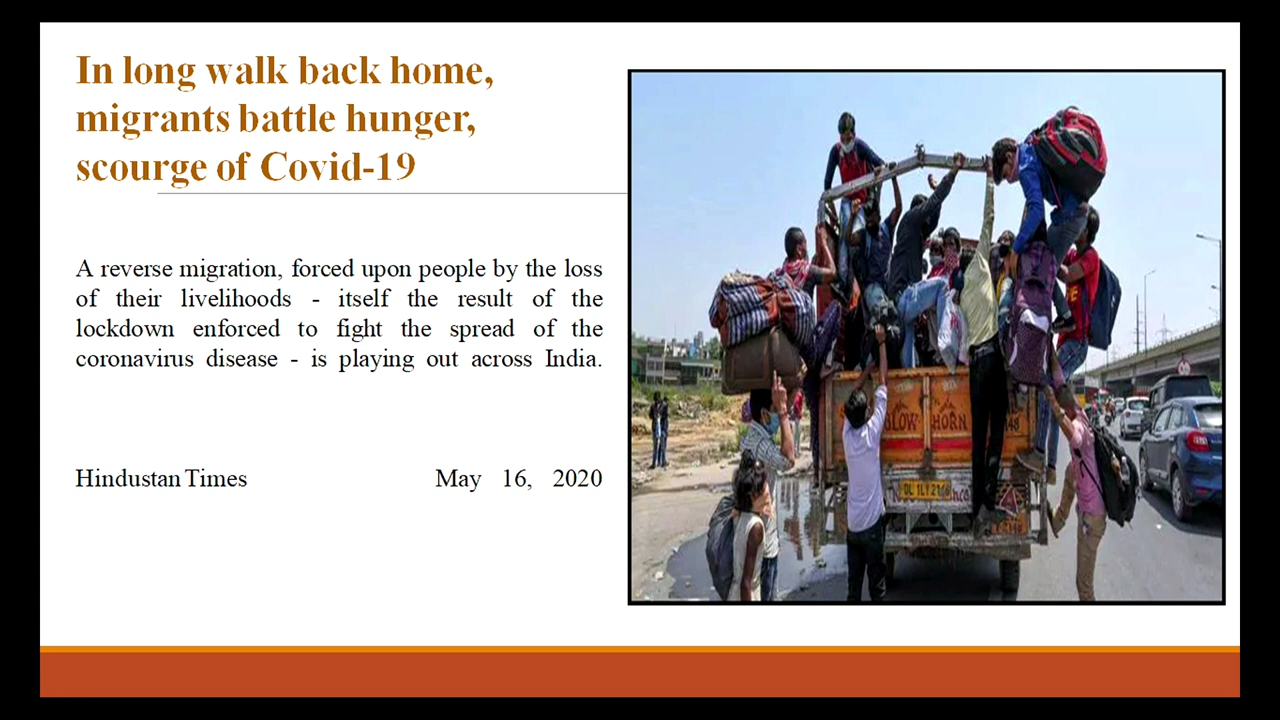 In long walk back home,
migrants battle hunger,
scourge of Covid-19
A reverse migration, forced upon people by the loss
of their livelihoods - itself the result of the
lockdown enforced to fight the spread of the
coronavirus disease - is playing out across India.
Hindustan Times May 16, 2020
BLOW HORN